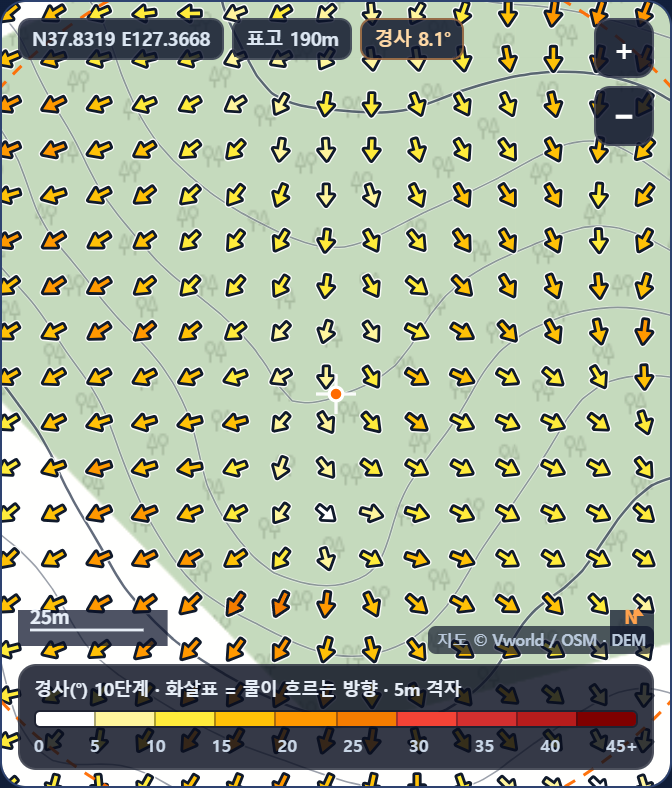 N37.8319 E127.3668 표고 190m 경사 8.1°
+
−
25m
N
지도 © Vworld / OSM · DEM
경사(°) 10단계 · 화살표 = 물이 흐르는 방향 · 5m 격자
0 5 10 15 20 25 30 35 40 45+